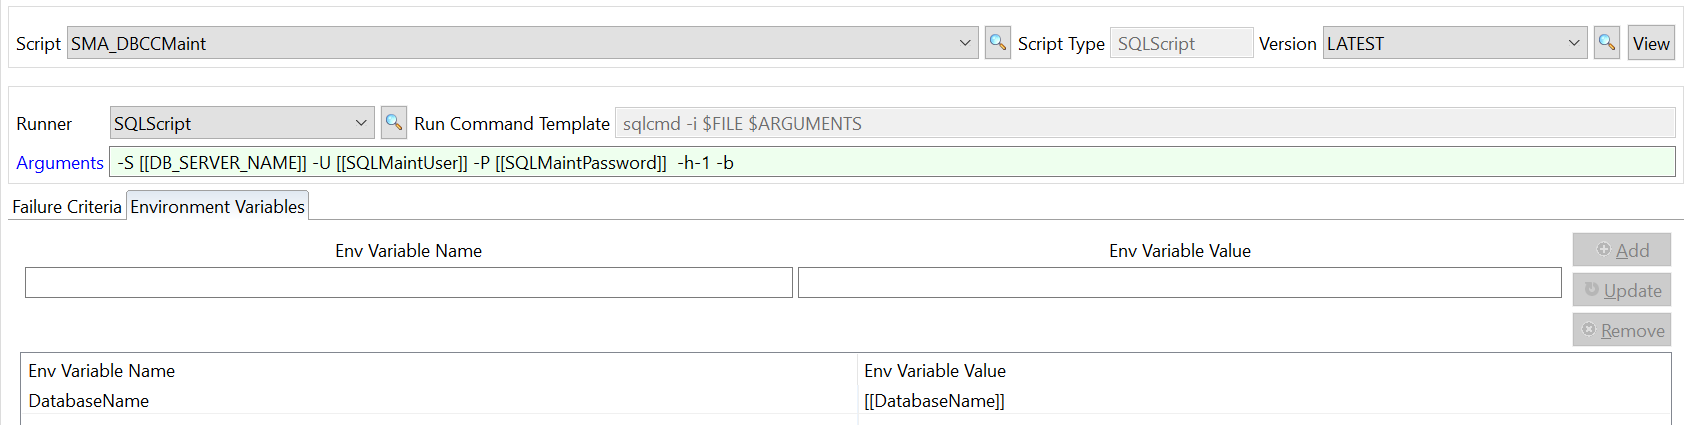 Script SMA_DBCCMaint Script Type SQLScript Version LATEST View
Runner SQLScript Run Command Template sqlcmd -i $FILE $ARGUMENTS
Arguments -S [[DB_SERVER_NAME]] -U [[SQLMaintUser]] -P [[SQLMaintPassword]]  -h-1 -b
Failure Criteria Environment Variables
Env Variable Name Env Variable Value Add
Update
Remove
Env Variable Name Env Variable Value
DatabaseName [[DatabaseName]]